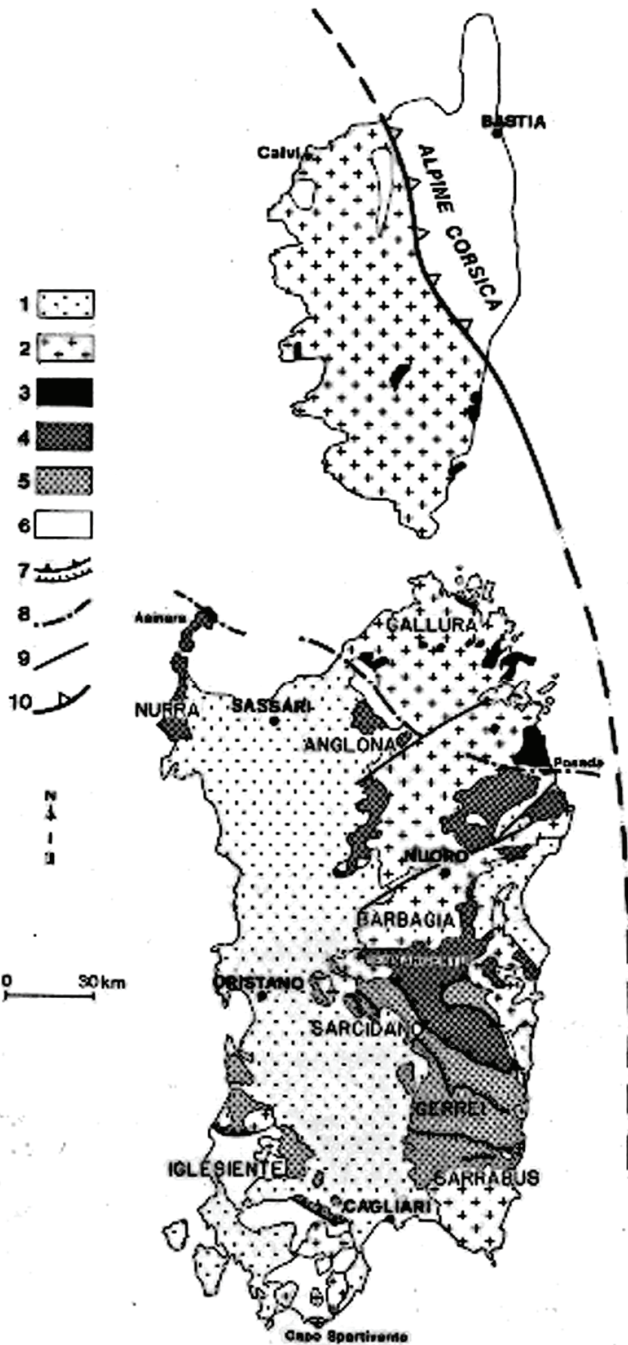 BASTIA
Calvi
ALPINE CORSICA
1
2
3
4
5
6
7
8
9
10
Asinara
GALLURA
NURRA
SASSARI
ANGLONA
Posada
N
NUORO
BARBAGIA
0 30 km
ORISTANO
SARCIDANO
GERREI
IGLESIENTE
SARRABUS
CAGLIARI
Capo Spartivento